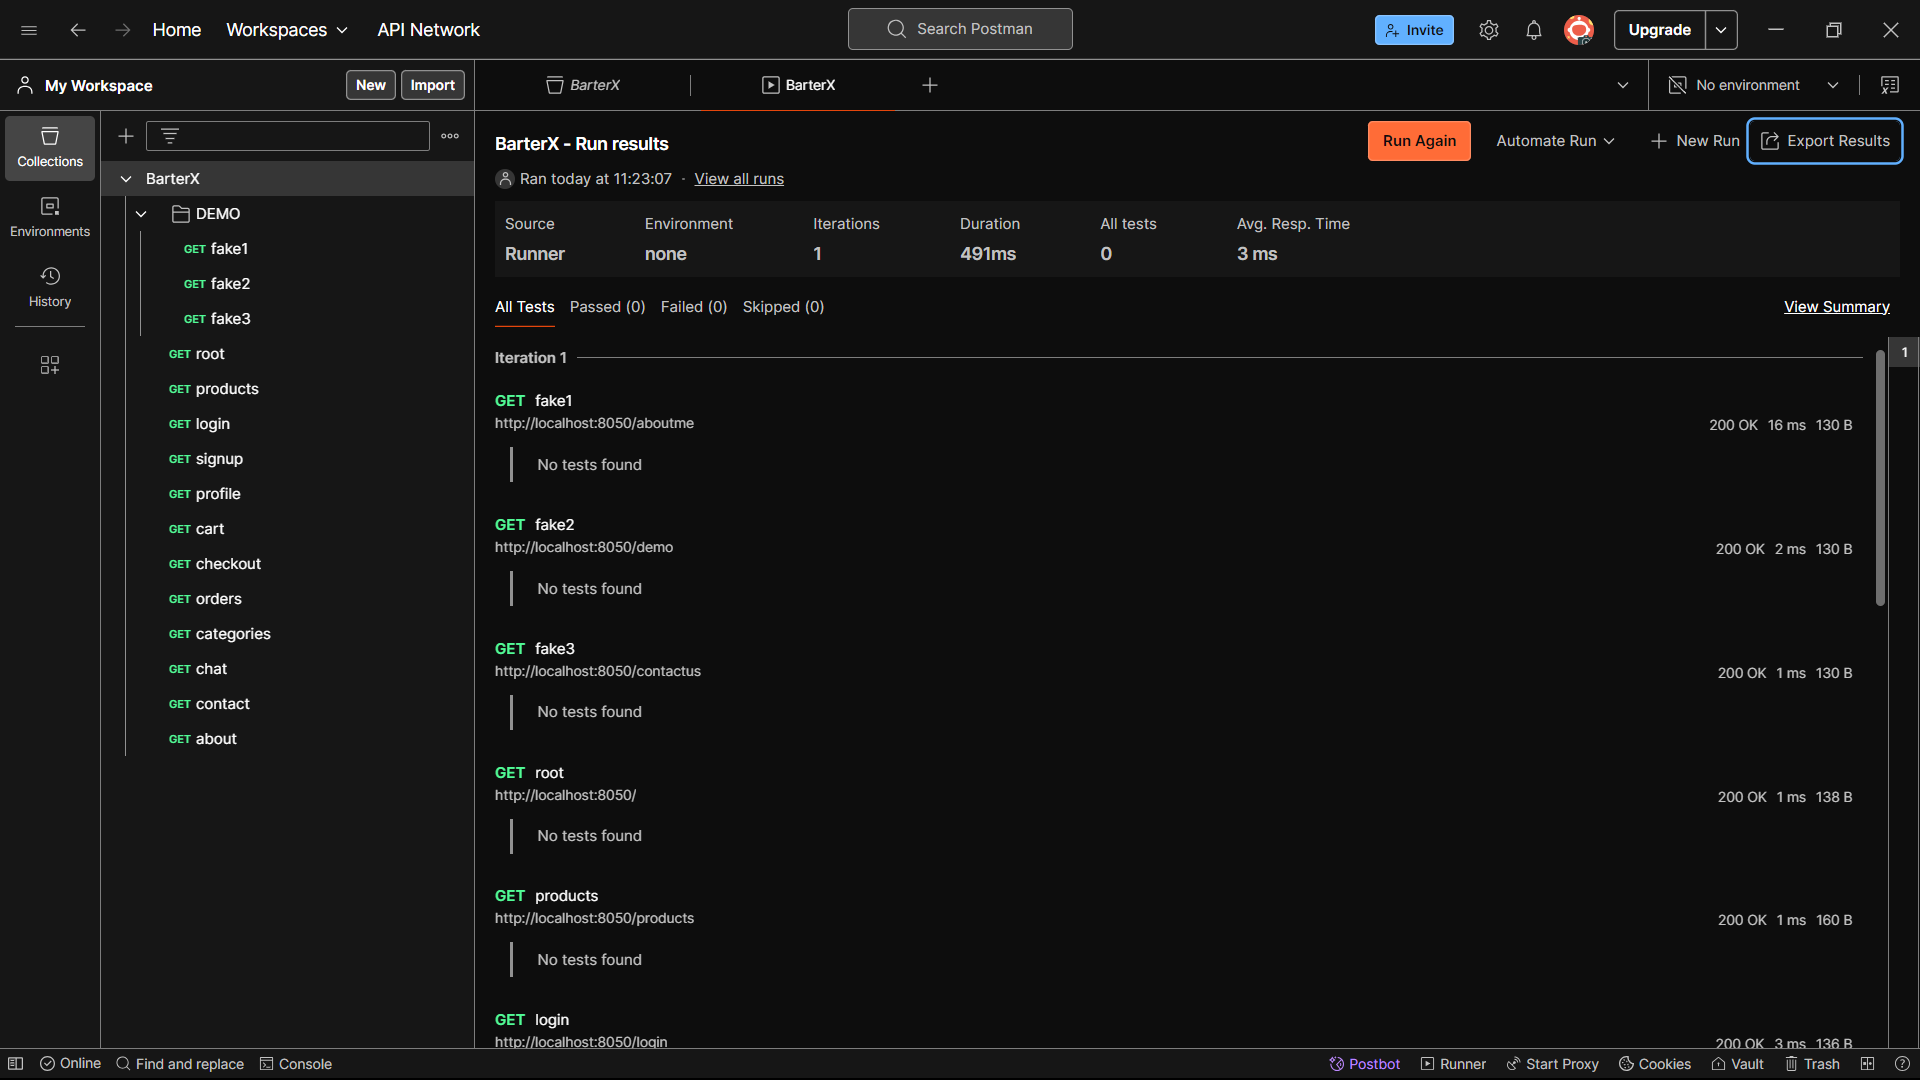 Home Workspaces API Network Search Postman Invite Upgrade
My Workspace New Import BarterX BarterX No environment
Collections
Environments
History
BarterX
DEMO
GET fake1
GET fake2
GET fake3
GET root
GET products
GET login
GET signup
GET profile
GET cart
GET checkout
GET orders
GET categories
GET chat
GET contact
GET about
BarterX - Run results
Run Again Automate Run New Run Export Results
Ran today at 11:23:07 · View all runs
Source Environment Iterations Duration All tests Avg. Resp. Time
Runner none 1 491ms 0 3 ms
All Tests Passed (0) Failed (0) Skipped (0) View Summary
Iteration 1
1
GET fake1
http://localhost:8050/aboutme
200 OK 16 ms 130 B
No tests found
GET fake2
http://localhost:8050/demo
200 OK 2 ms 130 B
No tests found
GET fake3
http://localhost:8050/contactus
200 OK 1 ms 130 B
No tests found
GET root
http://localhost:8050/
200 OK 1 ms 138 B
No tests found
GET products
http://localhost:8050/products
200 OK 1 ms 160 B
No tests found
GET login
http://localhost:8050/login
200 OK 3 ms 136 B
Online Find and replace Console Postbot Runner Start Proxy Cookies Vault Trash